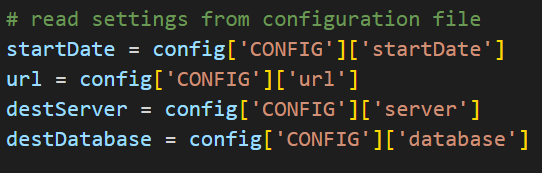 # read settings from configuration file
startDate = config['CONFIG']['startDate']
url = config['CONFIG']['url']
destServer = config['CONFIG']['server']
destDatabase = config['CONFIG']['database']